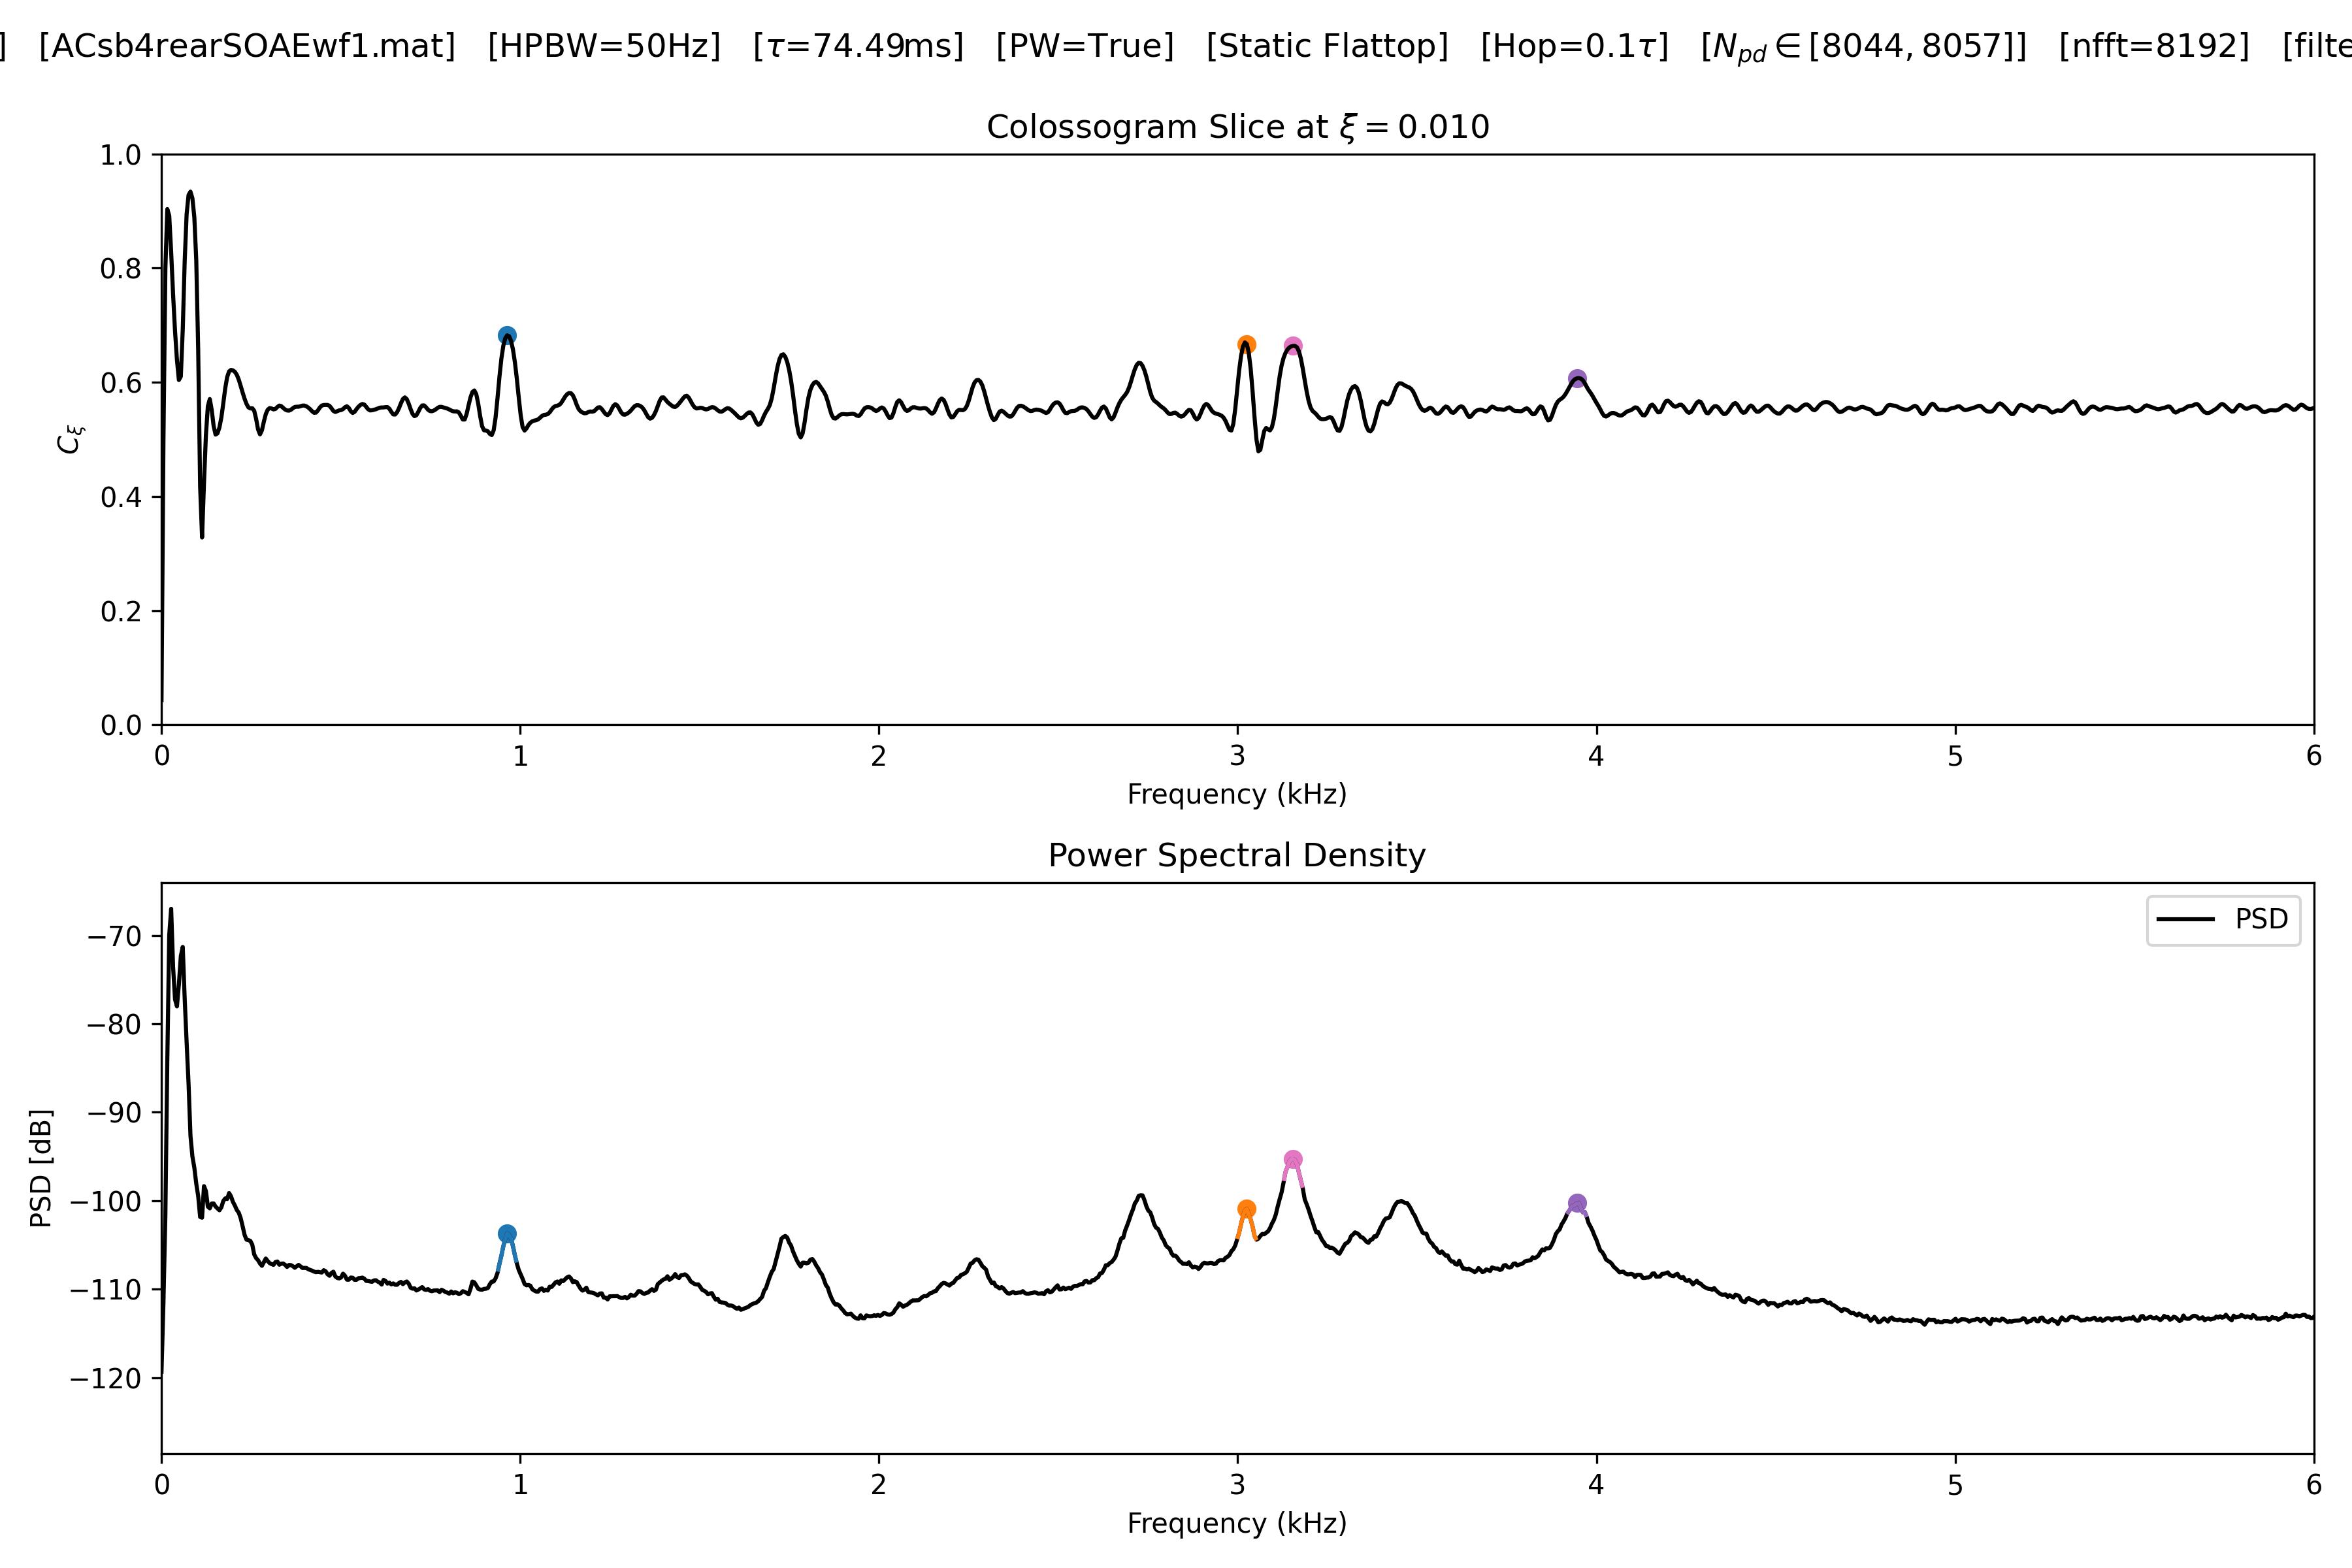 ] [ACsb4rearSOAEwf1.mat] [HPBW=50Hz] [τ=74.49ms] [PW=True] [Static Flattop] [Hop=0.1τ] [N_pd ∈ [8044, 8057]] [nfft=8192] [filte
Colossogram Slice at ξ = 0.010
1.0
0.8
0.6
0.4
0.2
0.0
C_ξ
0 1 2 3 4 5 6
Frequency (kHz)
Power Spectral Density
PSD
−70
−80
−90
−100
−110
−120
PSD [dB]
0 1 2 3 4 5 6
Frequency (kHz)